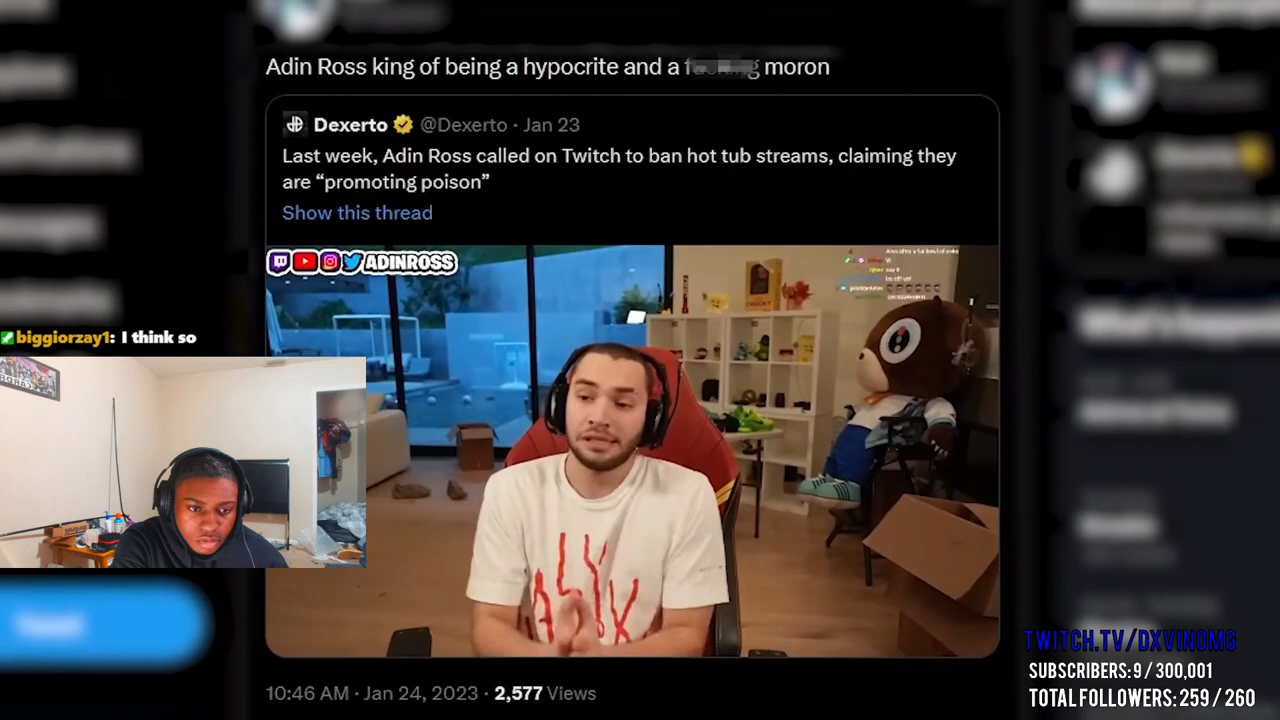 Adin Ross king of being a hypocrite and a moron
Dexerto @Dexerto · Jan 23
Last week, Adin Ross called on Twitch to ban hot tub streams, claiming they
are “promoting poison”
Show this thread
ADINROSS
biggiorzay1: I think so
10:46 AM · Jan 24, 2023 · 2,577 Views
TWITCH.TV/DXVINOMG
SUBSCRIBERS: 9 / 300,001
TOTAL FOLLOWERS: 259 / 260